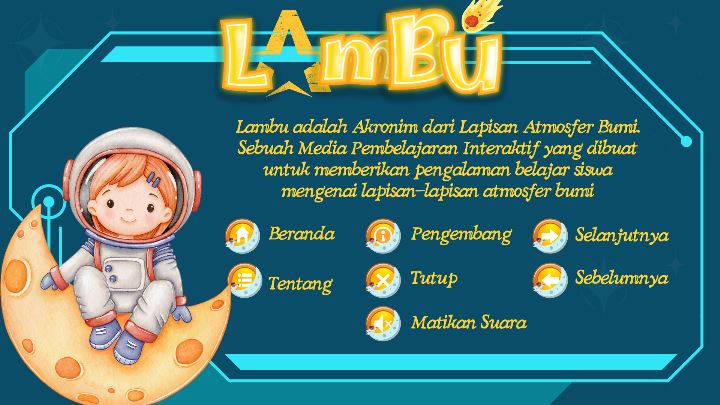 LAmBU
Lambu adalah Akronim dari Lapisan Atmosfer Bumi.
Sebuah Media Pembelajaran Interaktif yang dibuat
untuk memberikan pengalaman belajar siswa
mengenai lapisan-lapisan atmosfer bumi
Beranda
Pengembang
Selanjutnya
Tentang
Tutup
Sebelumnya
Matikan Suara